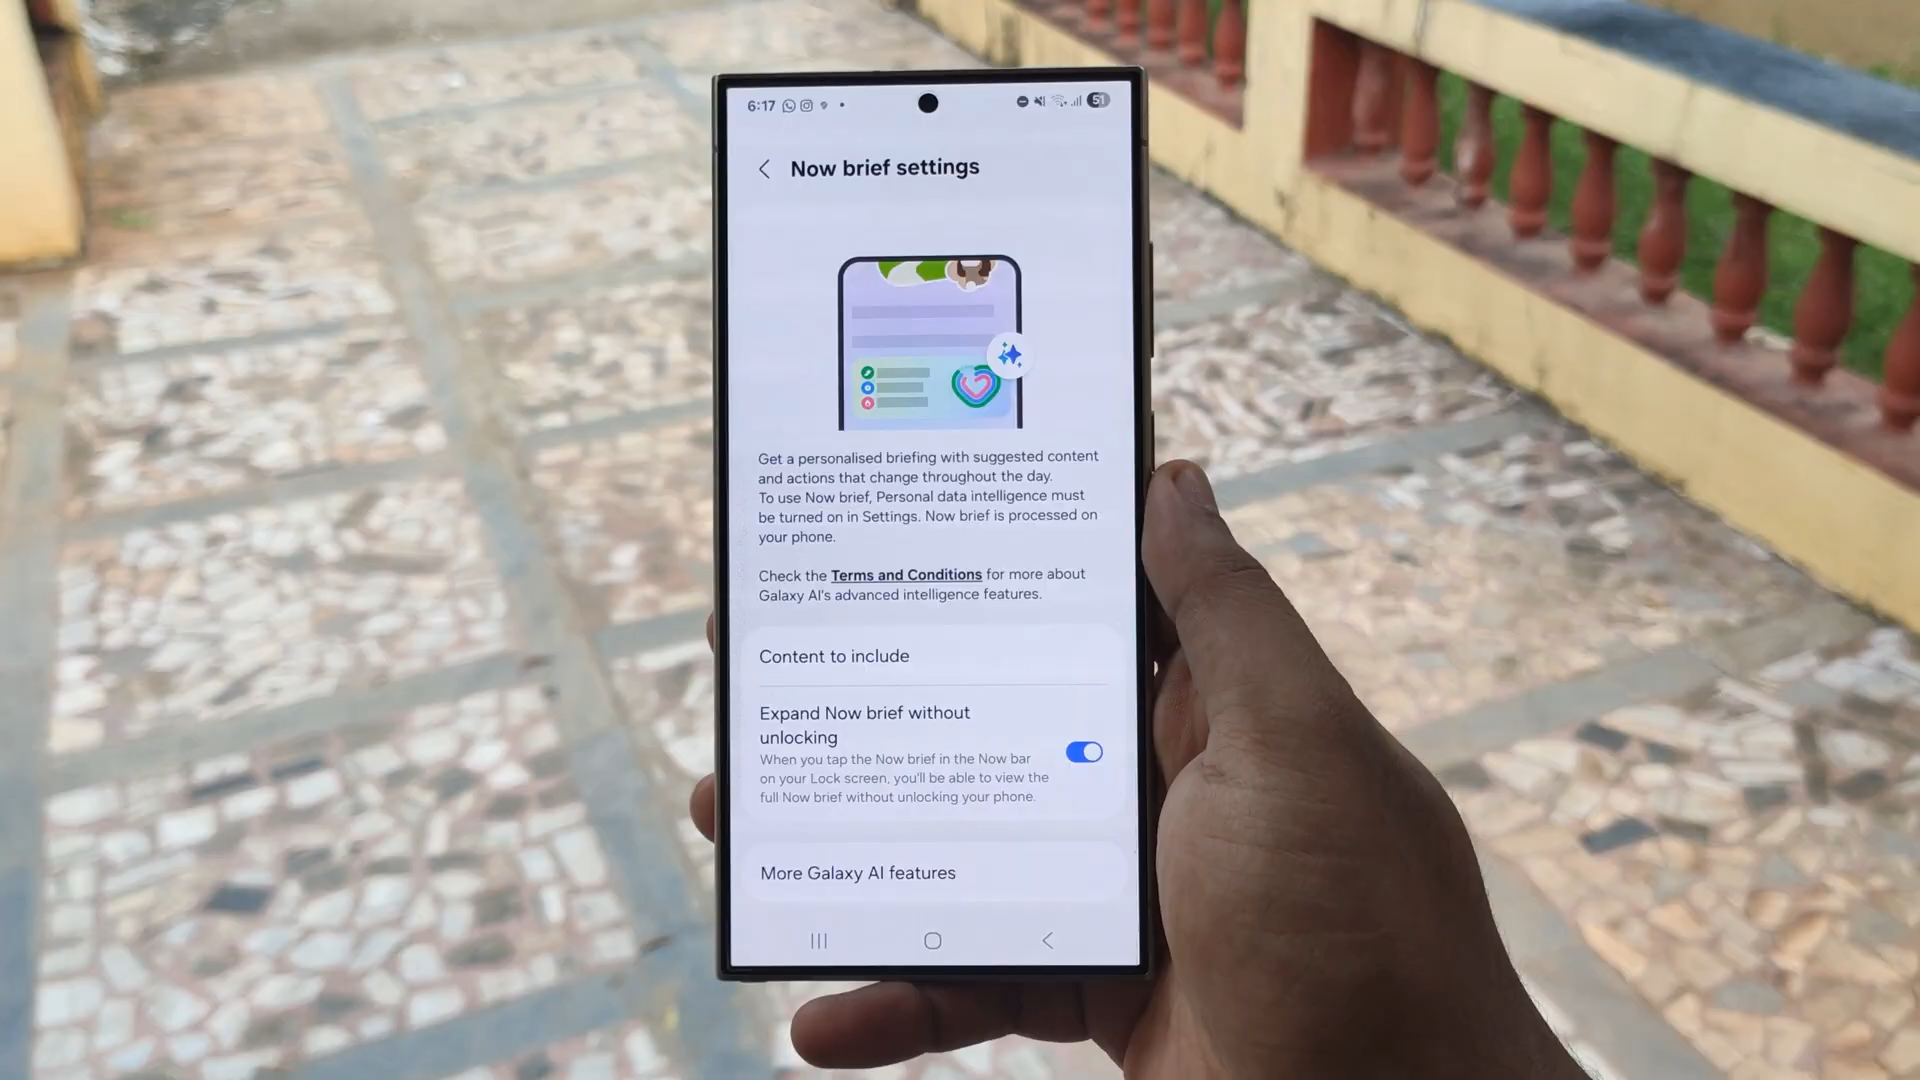 6:17
51
Now brief settings
Get a personalised briefing with suggested content
and actions that change throughout the day.
To use Now brief, Personal data intelligence must
be turned on in Settings. Now brief is processed on
your phone.
Check the Terms and Conditions for more about
Galaxy AI's advanced intelligence features.
Content to include
Expand Now brief without
unlocking
When you tap the Now brief in the Now bar
on your Lock screen, you'll be able to view the
full Now brief without unlocking your phone.
More Galaxy AI features